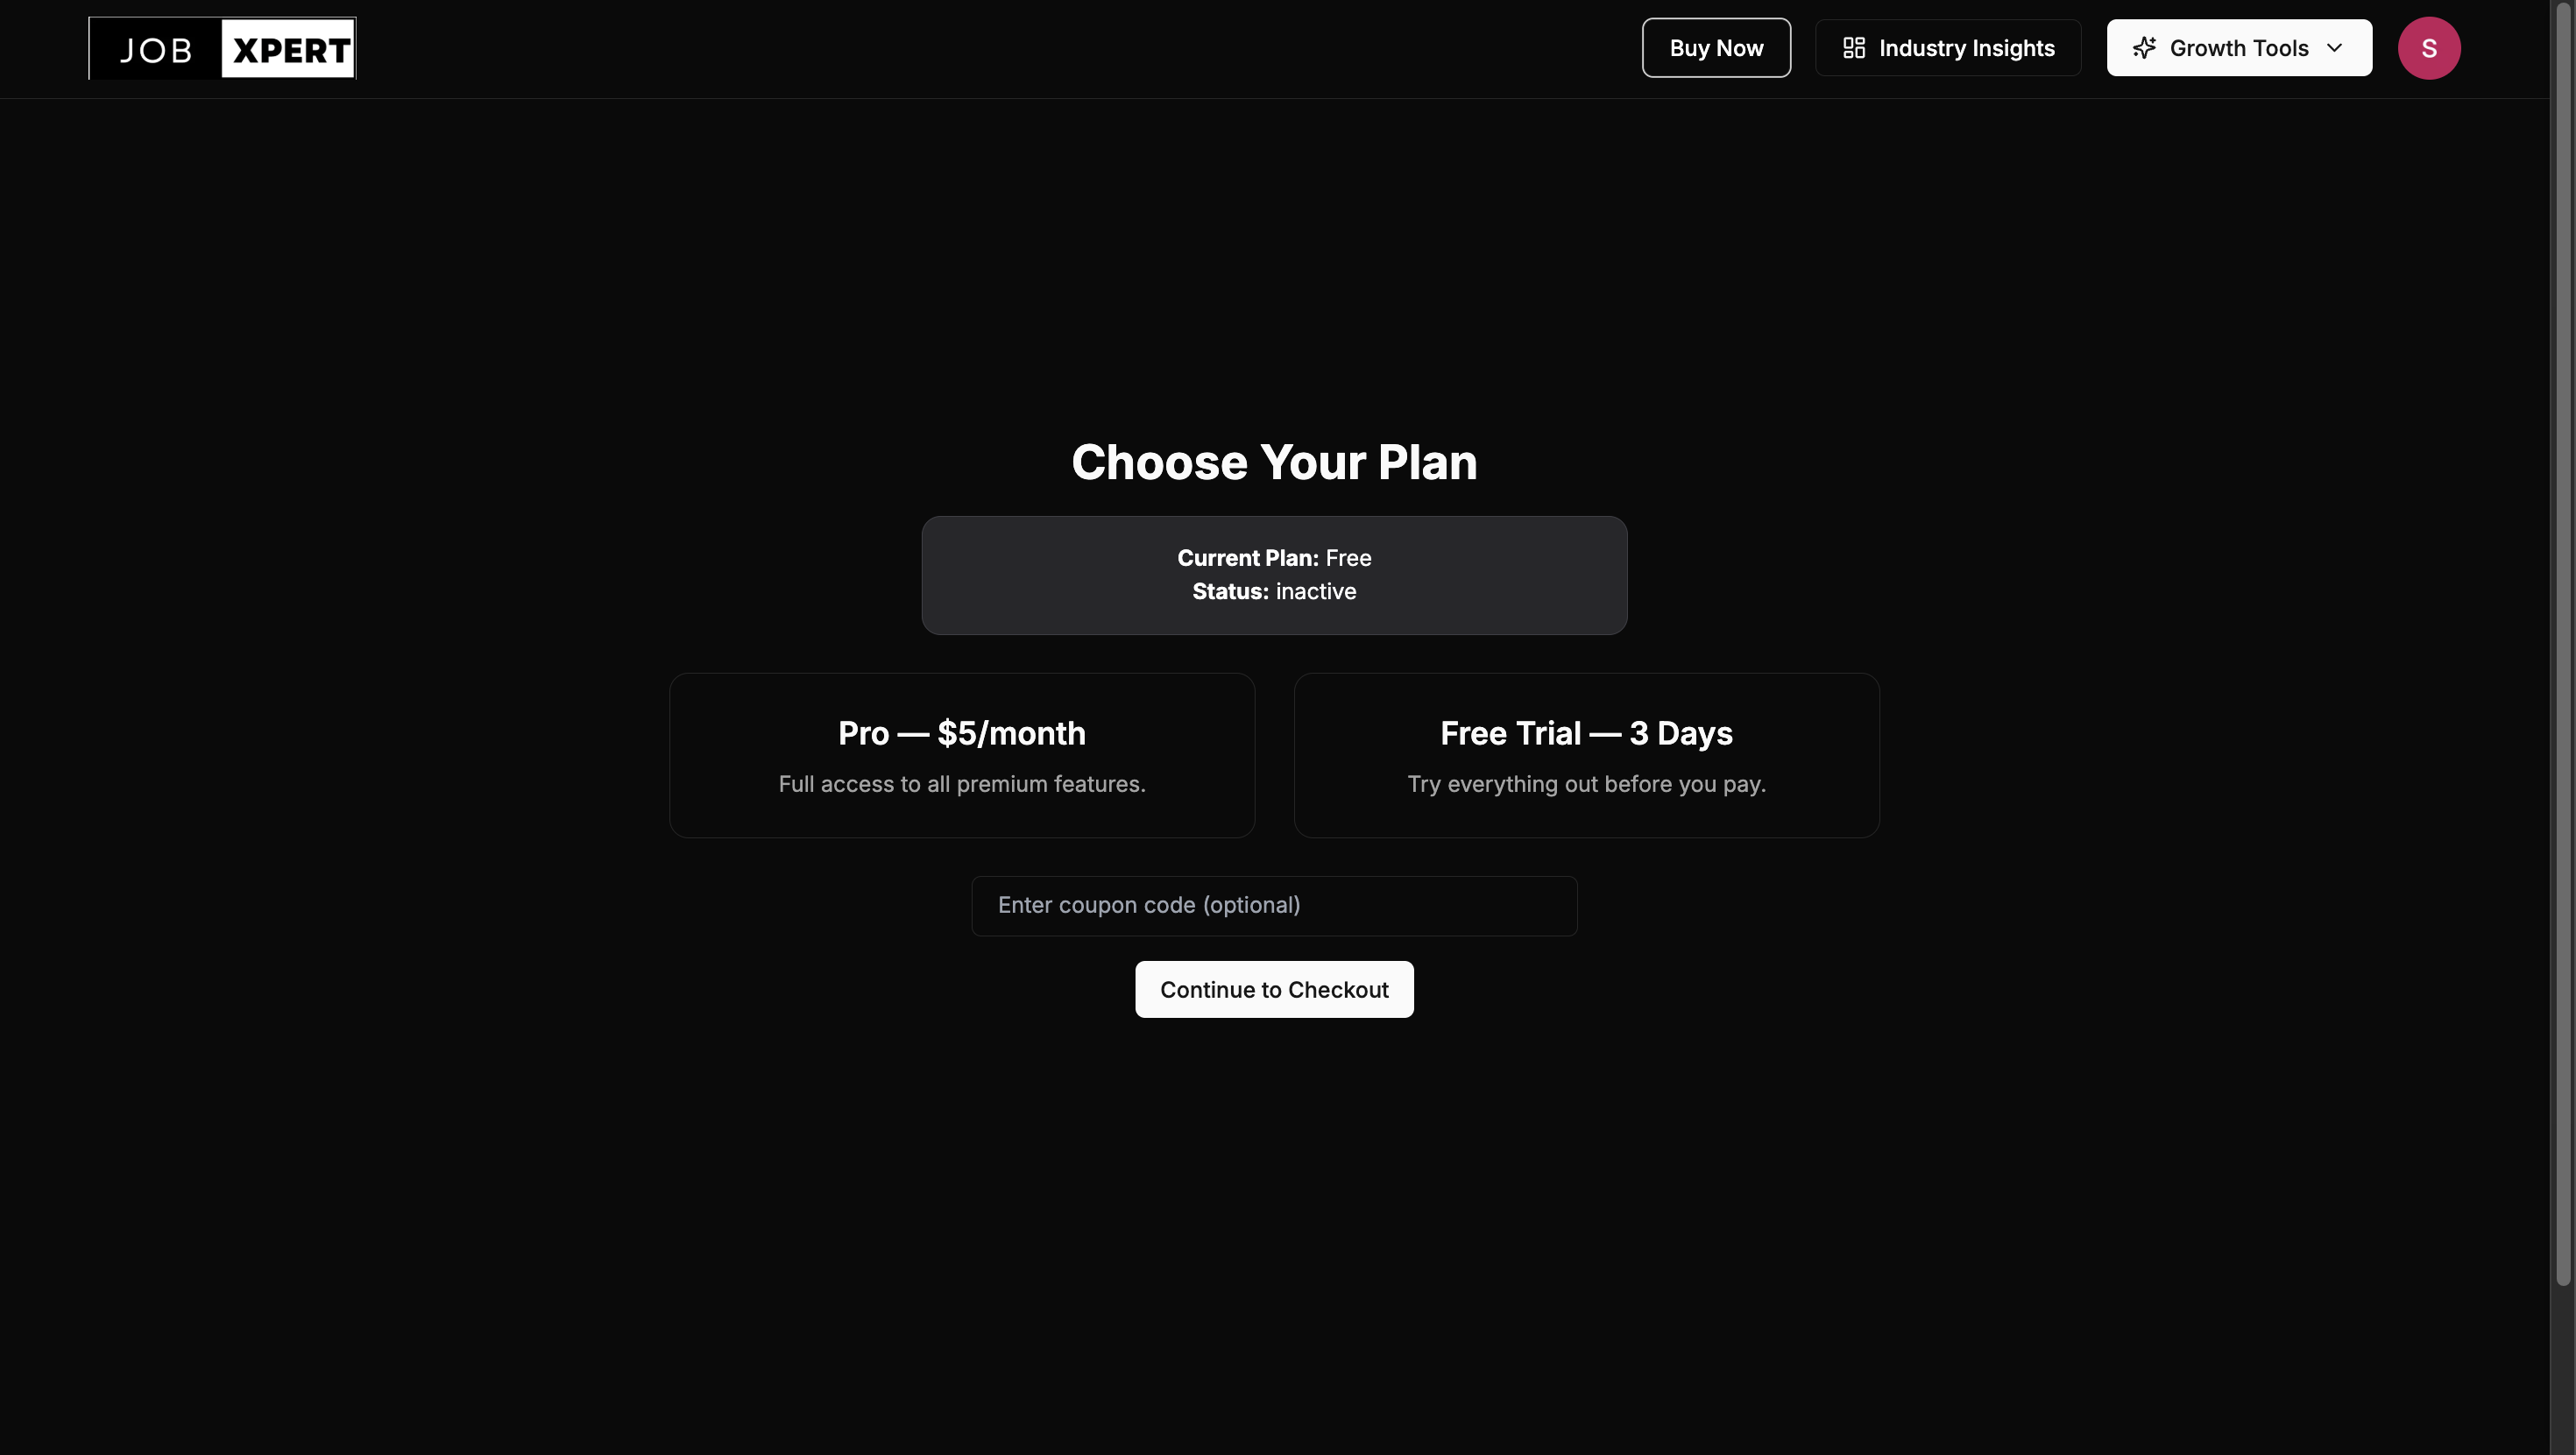 JOB XPERT
Buy Now
Industry Insights
Growth Tools
S
Choose Your Plan
Current Plan: Free
Status: inactive
Pro — $5/month
Full access to all premium features.
Free Trial — 3 Days
Try everything out before you pay.
Enter coupon code (optional)
Continue to Checkout